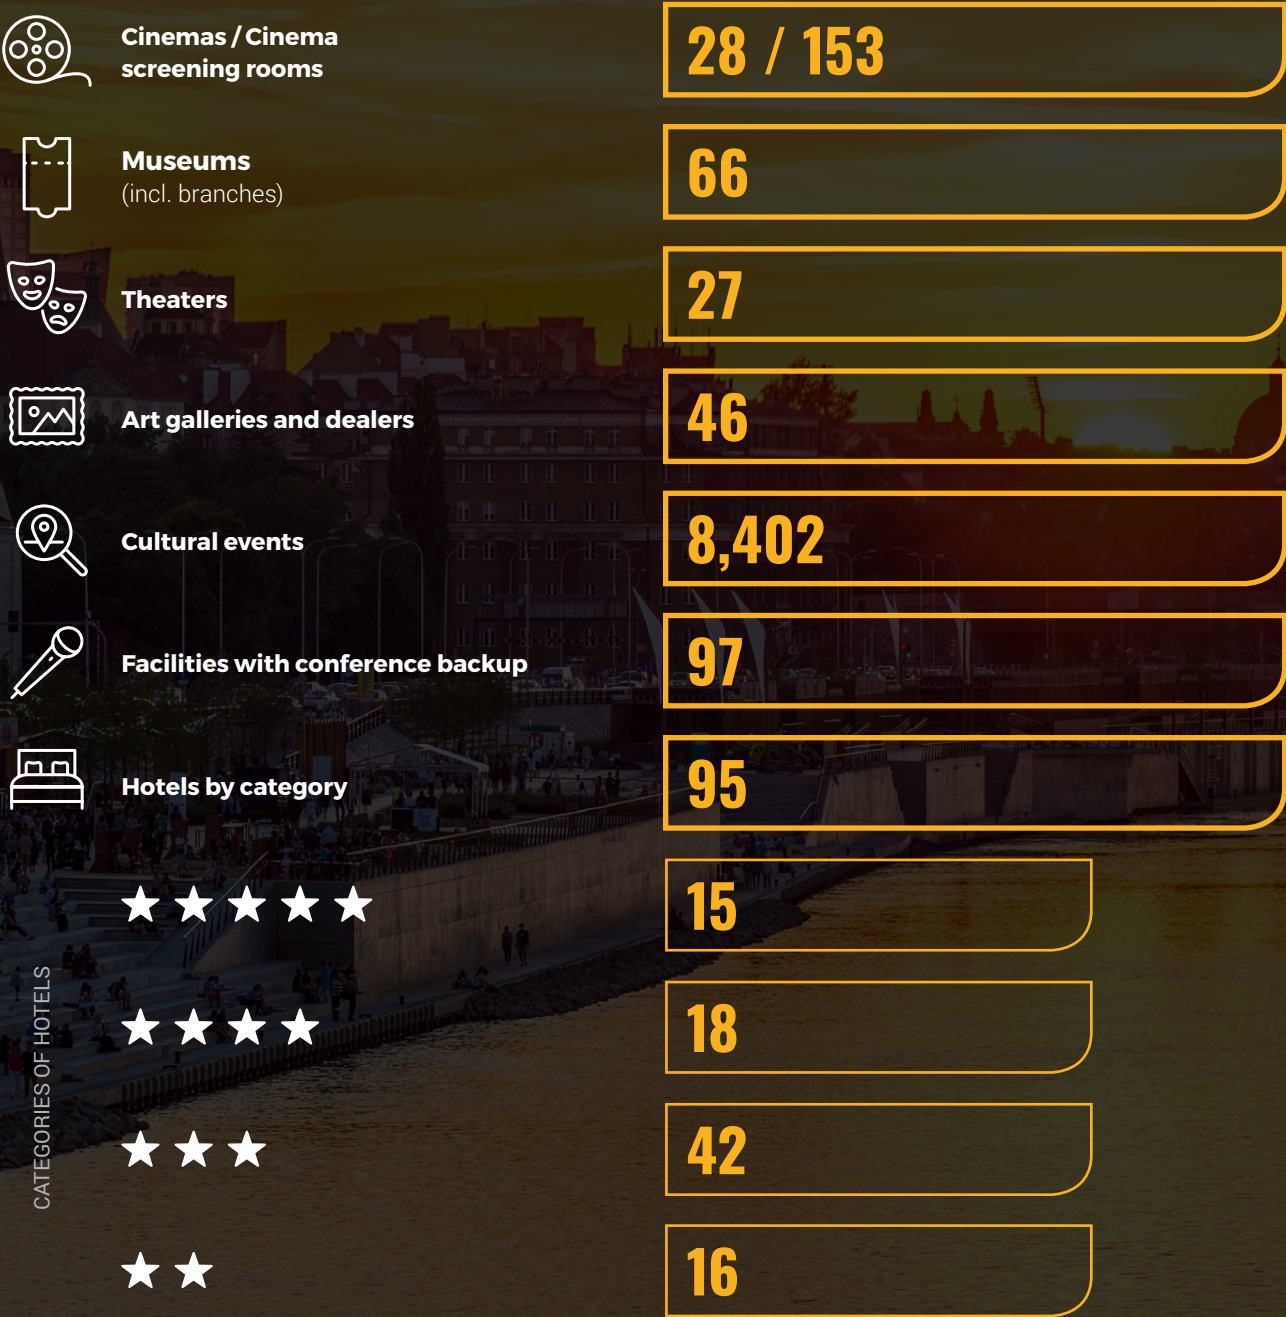 Cinemas / Cinema
screening rooms
28 / 153
Museums
(incl. branches)
66
Theaters
27
Art galleries and dealers
46
Cultural events
8,402
Facilities with conference backup
97
Hotels by category
95
CATEGORIES OF HOTELS
15
18
42
16